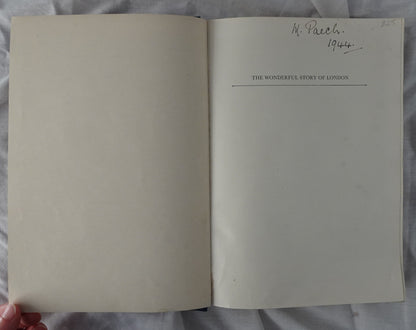 M. Paech.
1944.
THE WONDERFUL STORY OF LONDON